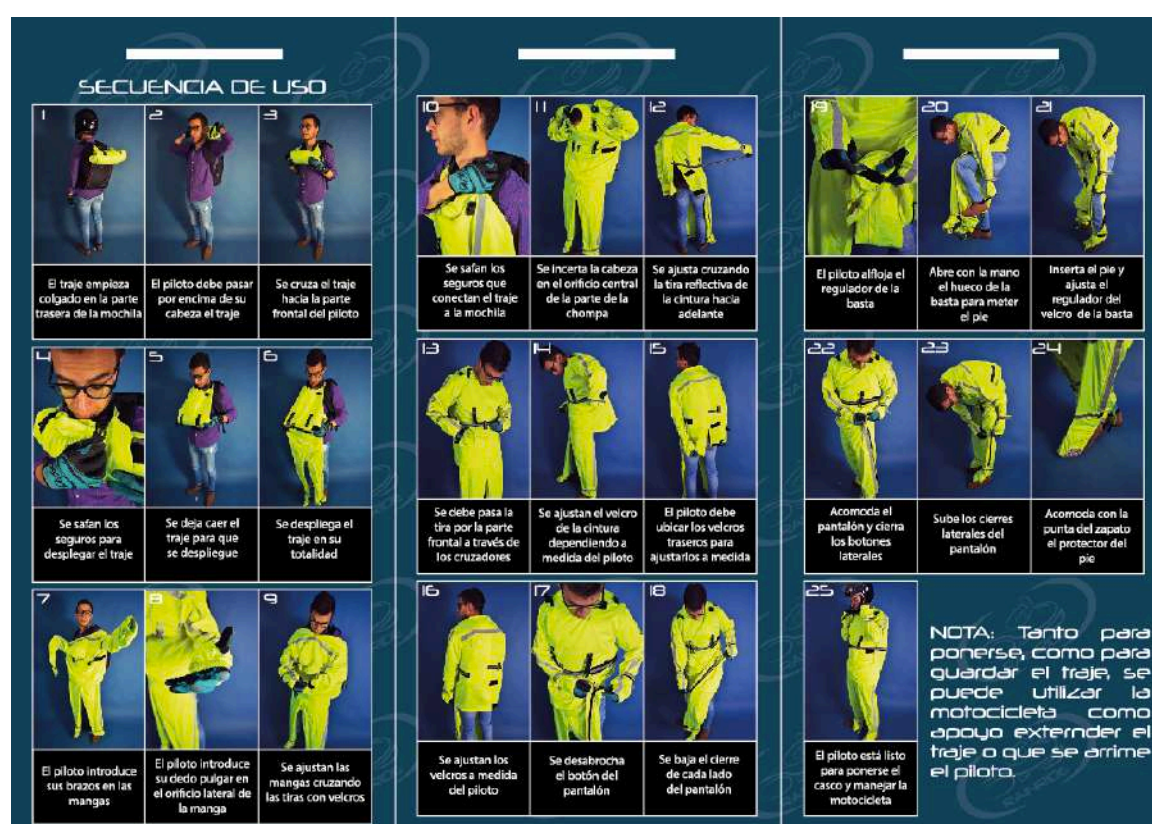 SECUENCIA DE USO
1
2
3
El traje empieza
colgado en la parte
trasera de la mochila
El piloto debe pasar
por encima de su
cabeza el traje
Se cruza el traje
hacia la parte
frontal del piloto
4
5
6
Se safan los
seguros para
desplegar el traje
Se deja caer el
traje para que
se despliegue
Se despliega el
traje en su
totalidad
7
8
9
El piloto introduce
sus brazos en las
mangas
El piloto introduce
su dedo pulgar en
el orificio lateral de
la manga
Se ajustan las
mangas cruzando
las tiras con velcros
10
11
12
Se safan los
seguros que
conectan el traje
a la mochila
Se incerta la cabeza
en el orificio central
de la parte de la
chompa
Se ajusta cruzando
la tira reflectiva de
la cintura hacia
adelante
13
14
15
Se debe pasa la
tira por la parte
frontal a través de
los cruzadores
Se ajustan el velcro
de la cintura
dependiendo a
medida del piloto
El piloto debe
ubicar los velcros
traseros para
ajustarlos a medida
16
17
18
Se ajustan los
velcros a medida
del piloto
Se desabrocha
el botón del
pantalón
Se baja el cierre
de cada lado
del pantalón
19
20
21
El piloto alfloja el
regulador de la
basta
Abre con la mano
el hueco de la
basta para meter
el pie
Inserta el pie y
ajusta el
regulador del
velcro de la basta
22
23
24
Acomoda el
pantalón y cierra
los botones
laterales
Sube los cierres
laterales del
pantalón
Acomoda con la
punta del zapato
el protector del
pie
25
El piloto está listo
para ponerse el
casco y manejar la
motocicleta
NOTA: Tanto para
ponerse, como para
guardar el traje, se
puede utilizar la
motocicleta como
apoyo externder el
traje o que se arrime
el piloto.